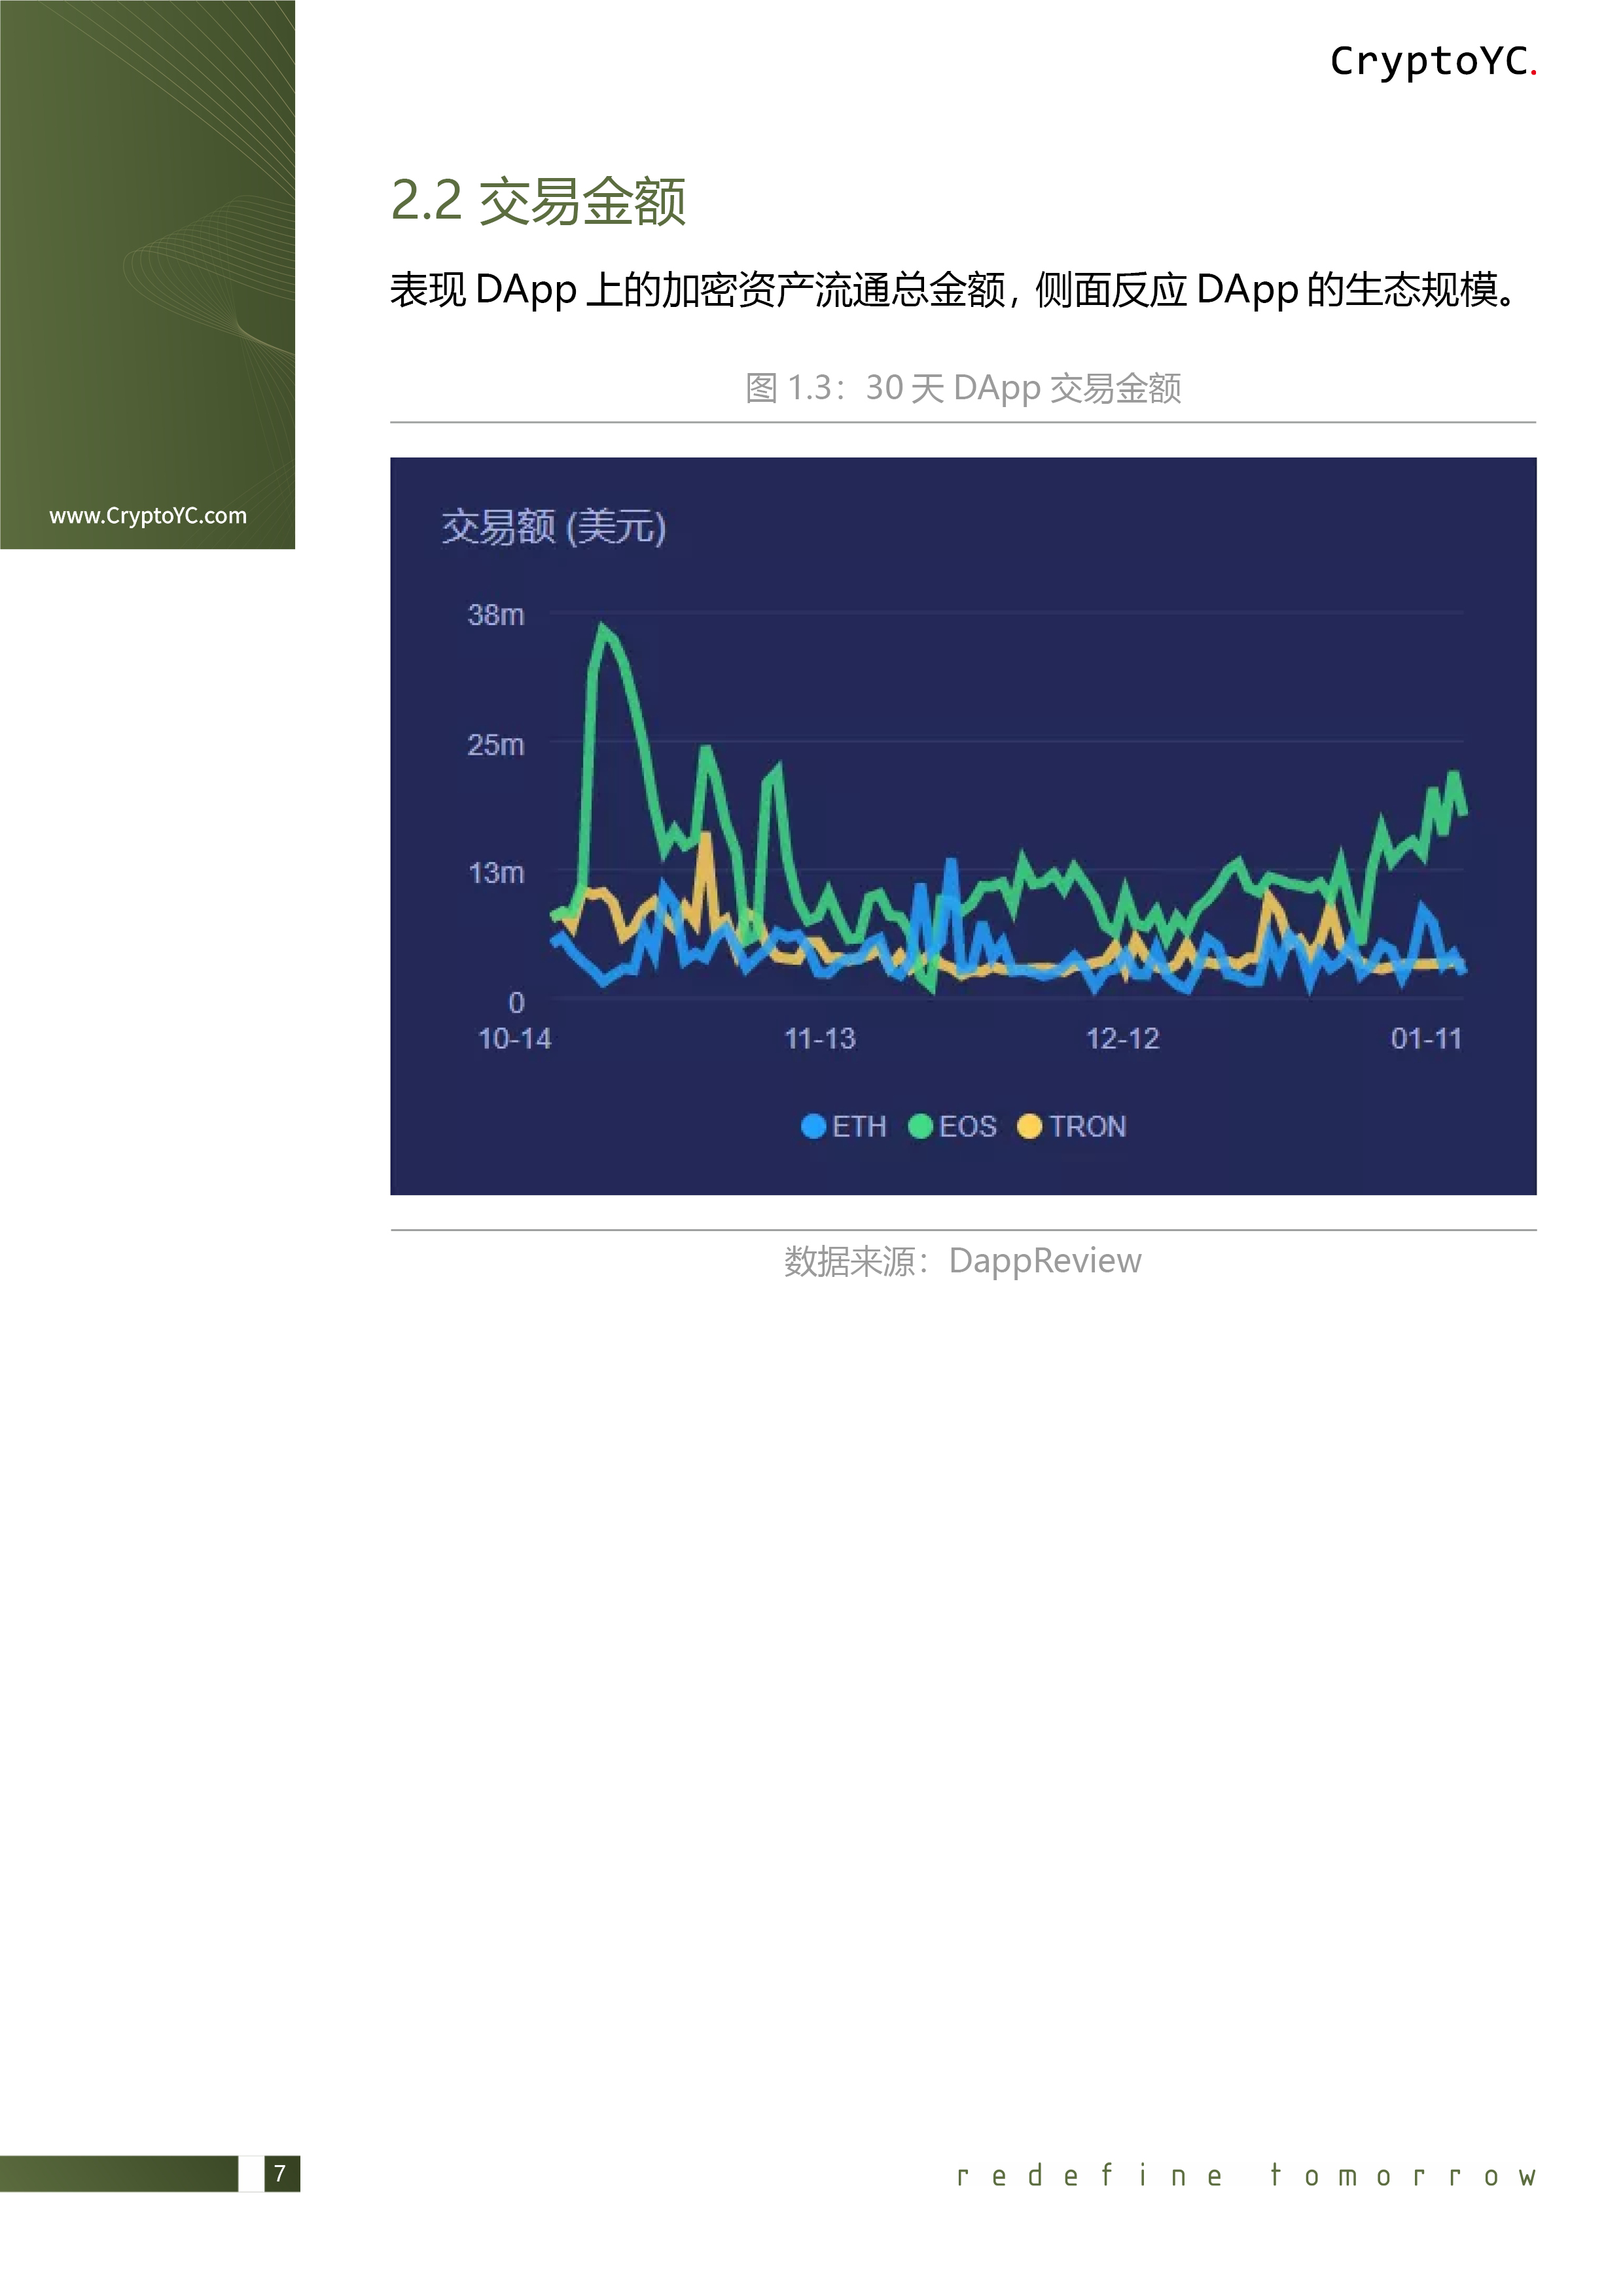 CryptoYC.
www.CryptoYC.com
2.2 交易金额
表现 DApp 上的加密资产流通总金额，侧面反应 DApp 的生态规模。
图 1.3：30 天 DApp 交易金额
交易额 (美元)
38m
25m
13m
0
10-14 11-13 12-12 01-11
ETH EOS TRON
数据来源：DappReview
7
redefine tomorrow